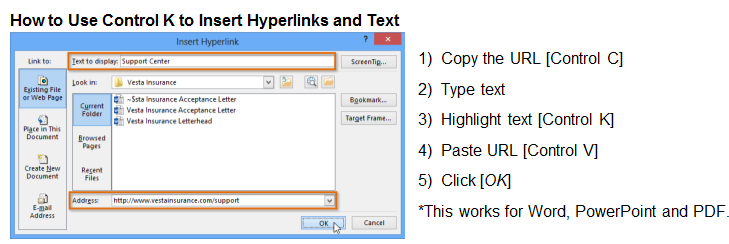 How to Use Control K to Insert Hyperlinks and Text
Insert Hyperlink
? ×
Link to:
Text to display: Support Center
ScreenTip...
Existing File
or Web Page
Place in This
Document
Create New
Document
E-mail
Address
Look in: Vesta Insurance
Current
Folder
Browsed
Pages
Recent
Files
~$sta Insurance Acceptance Letter
Vesta Insurance Acceptance Letter
Vesta Insurance Letterhead
Bookmark...
Target Frame...
Address: http://www.vestainsurance.com/support
OK
Cancel
1) Copy the URL [Control C]
2) Type text
3) Highlight text [Control K]
4) Paste URL [Control V]
5) Click [OK]
*This works for Word, PowerPoint and PDF.